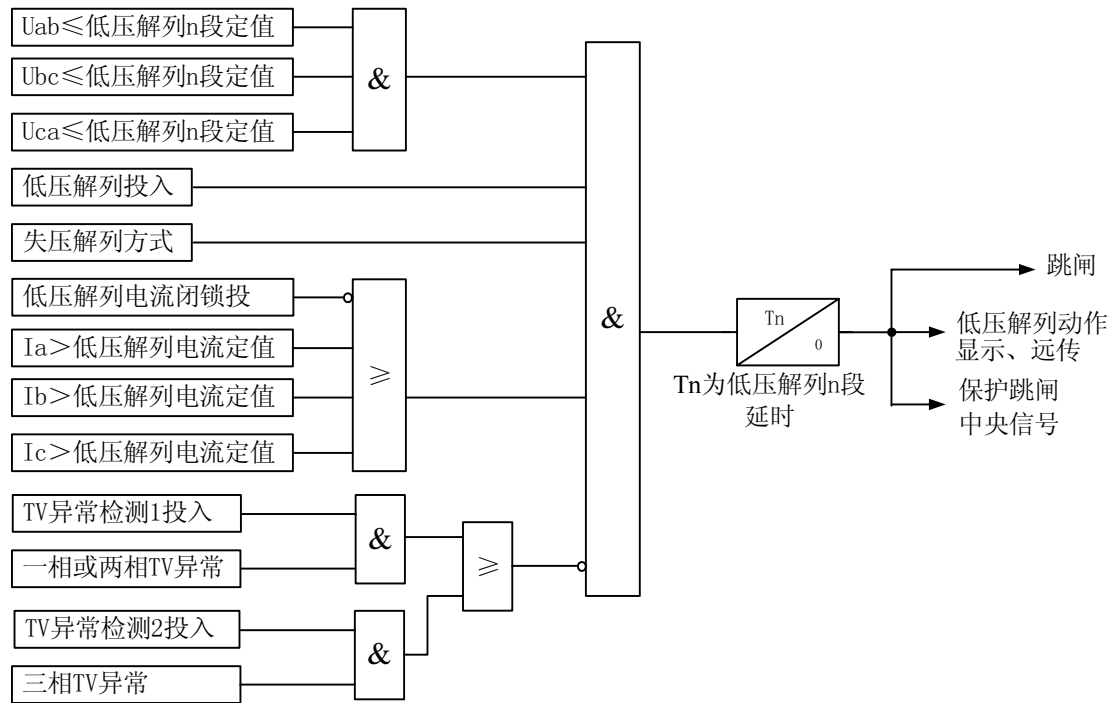 Uab≤低压解列n段定值
Ubc≤低压解列n段定值
Uca≤低压解列n段定值
&
低压解列投入
失压解列方式
低压解列电流闭锁投
Ia>低压解列电流定值
Ib>低压解列电流定值
Ic>低压解列电流定值
≥
TV异常检测1投入
一相或两相TV异常
&
TV异常检测2投入
三相TV异常
&
≥
&
Tn
0
Tn为低压解列n段
延时
跳闸
低压解列动作
显示、远传
保护跳闸
中央信号